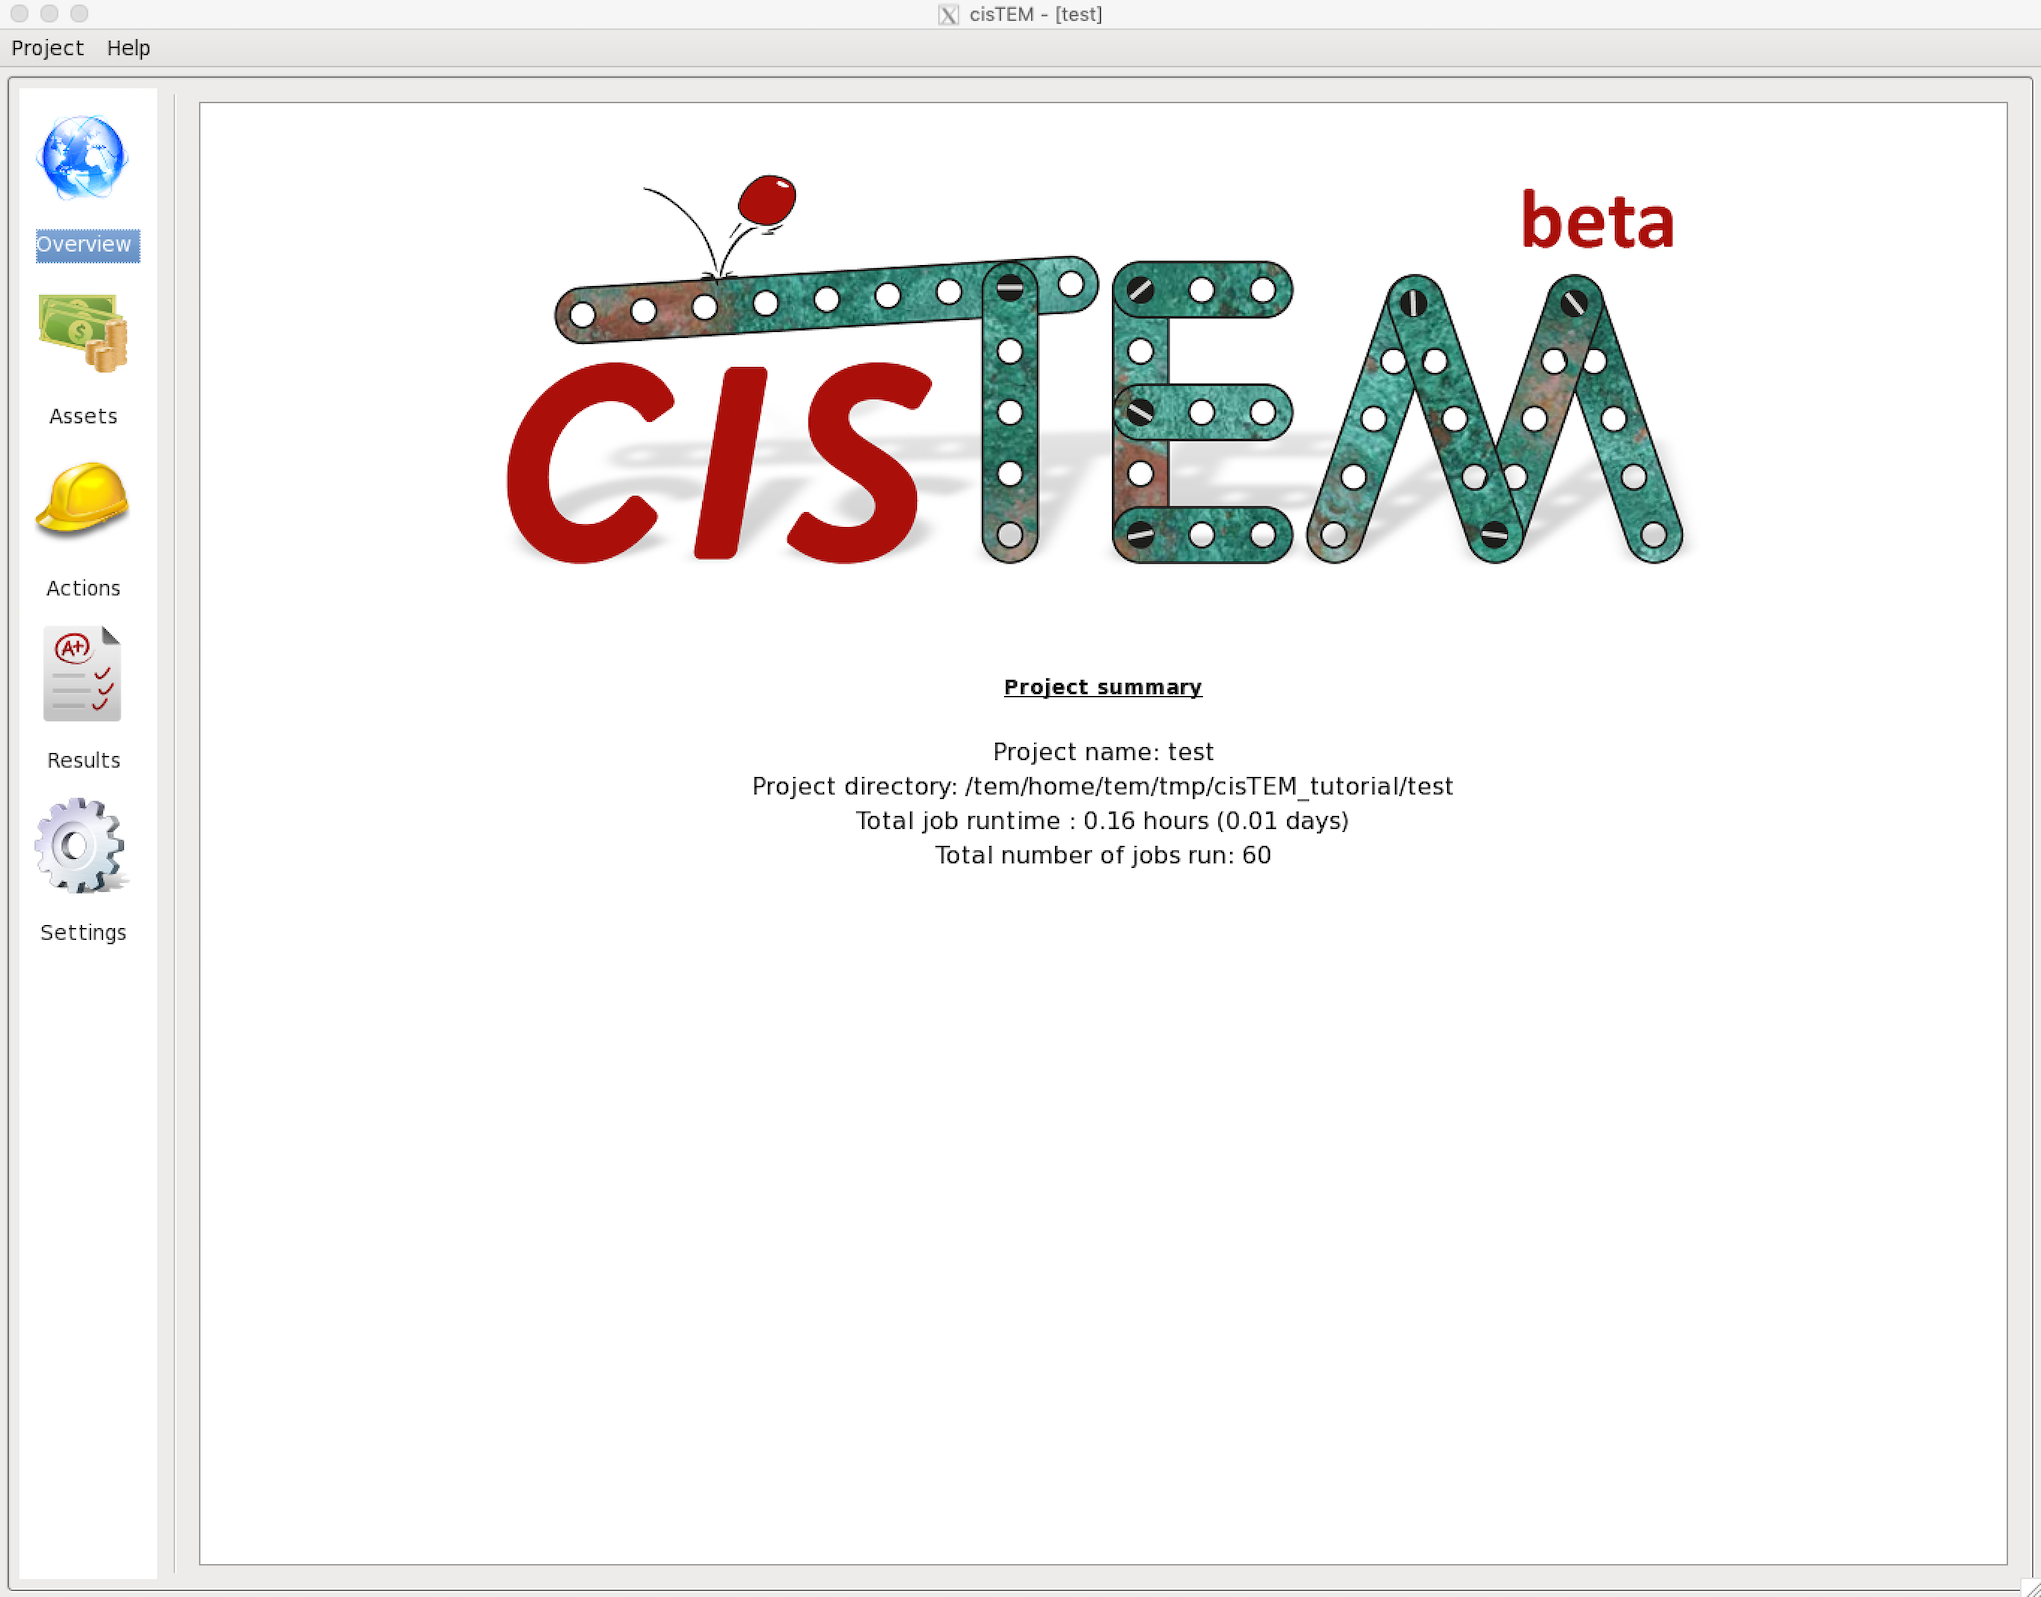 cisTEM - [test]
Project Help
Overview
Assets
Actions
A+
Results
Settings
beta
cisTEM
Project summary
Project name: test
Project directory: /tem/home/tem/tmp/cisTEM_tutorial/test
Total job runtime : 0.16 hours (0.01 days)
Total number of jobs run: 60